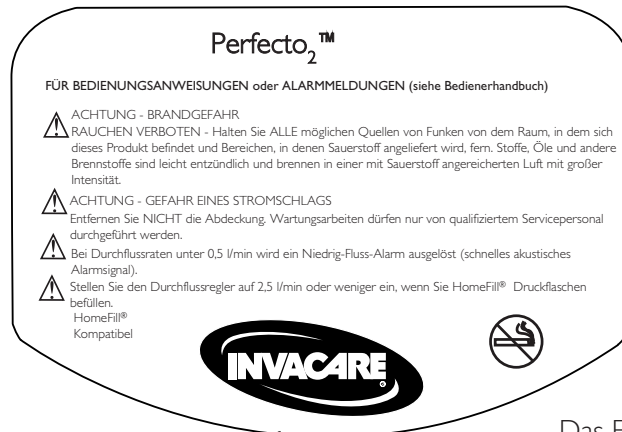 Perfecto2™
FÜR BEDIENUNGSANWEISUNGEN oder ALARMMELDUNGEN (siehe Bedienerhandbuch)
ACHTUNG - BRANDGEFAHR
RAUCHEN VERBOTEN - Halten Sie ALLE möglichen Quellen von Funken von dem Raum, in dem sich
dieses Produkt befindet und Bereichen, in denen Sauerstoff angeliefert wird, fern. Stoffe, Öle und andere
Brennstoffe sind leicht entzündlich und brennen in einer mit Sauerstoff angereicherten Luft mit großer
Intensität.
ACHTUNG - GEFAHR EINES STROMSCHLAGS
Entfernen Sie NICHT die Abdeckung. Wartungsarbeiten dürfen nur von qualifiziertem Servicepersonal
durchgeführt werden.
Bei Durchflussraten unter 0,5 l/min wird ein Niedrig-Fluss-Alarm ausgelöst (schnelles akustisches
Alarmsignal).
Stellen Sie den Durchflussregler auf 2,5 l/min oder weniger ein, wenn Sie HomeFill® Druckflaschen
befüllen.
HomeFill®
Kompatibel
INVACARE®
Das